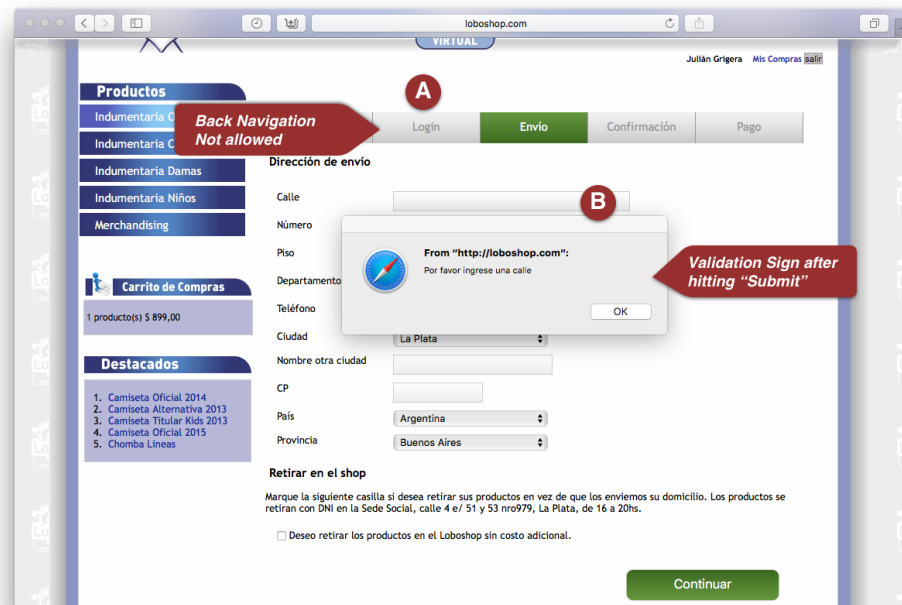 loboshop.com
VIRTUAL
Julián Grigera Mis Compras salir
Productos
A
Indumentaria
Back Navigation
Not allowed
Login
Envío
Confirmación
Pago
Indumentaria
Dirección de envío
Indumentaria Damas
Calle
Indumentaria Niños
B
Número
Merchandising
Piso
From “http://loboshop.com”:
Por favor ingrese una calle
Validation Sign after
hitting “Submit”
Departamento
Carrito de Compras
OK
Teléfono
1 producto(s) $ 899,00
Ciudad
La Plata
Nombre otra ciudad
Destacados
CP
1. Camiseta Oficial 2014
2. Camiseta Alternativa 2013
3. Camiseta Titular Kids 2013
4. Camiseta Oficial 2015
5. Chomba Lineas
País
Argentina
Provincia
Buenos Aires
Retirar en el shop
Marque la siguiente casilla si desea retirar sus productos en vez de que los enviemos su domicilio. Los productos se
retiran con DNI en la Sede Social, calle 4 e/ 51 y 53 nro979, La Plata, de 16 a 20hs.
Deseo retirar los productos en el Loboshop sin costo adicional.
Continuar